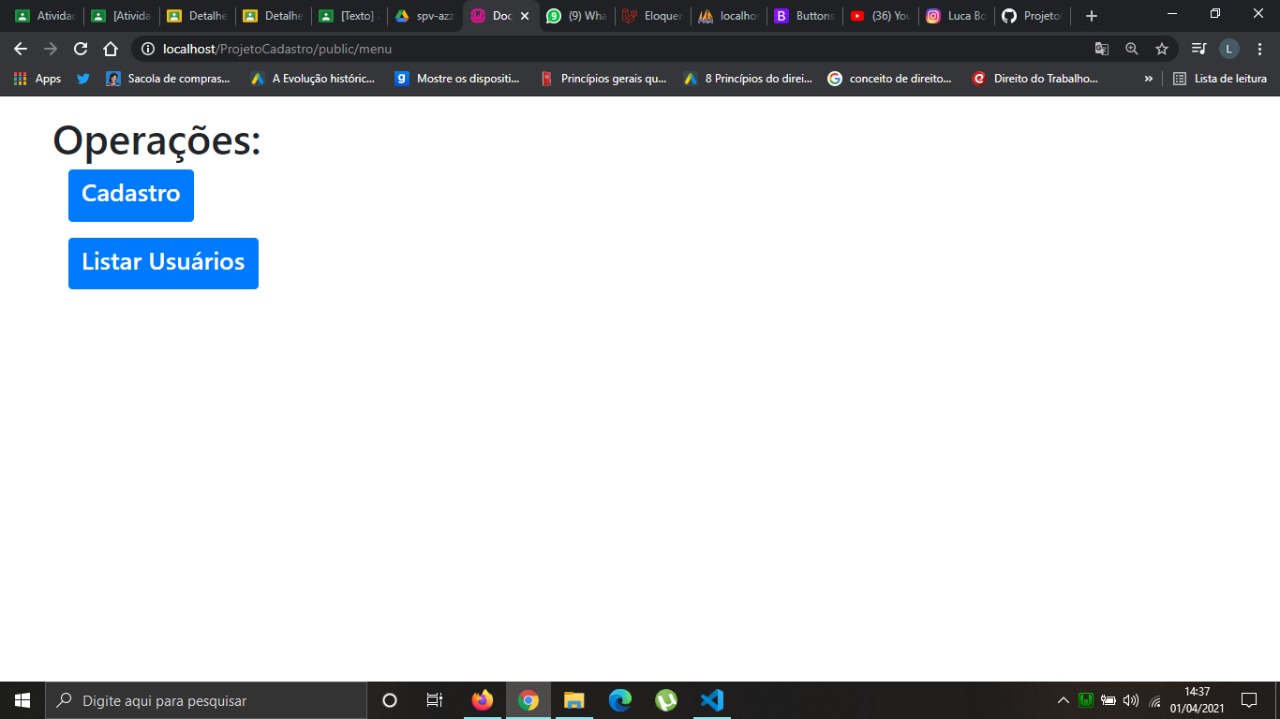 Atividad [Ativida Detalhe Detalhe [Texto] spv-azz Doc (9) Wha Eloquer localhos Buttons (36) You Luca Bo Projeto
localhost/ProjetoCadastro/public/menu L
Apps Sacola de compras... A Evolução históric... Mostre os dispositi... Princípios gerais qu... 8 Princípios do direi... conceito de direito... Direito do Trabalho... » Lista de leitura
Operações:
Cadastro
Listar Usuários
Digite aqui para pesquisar
14:37
01/04/2021